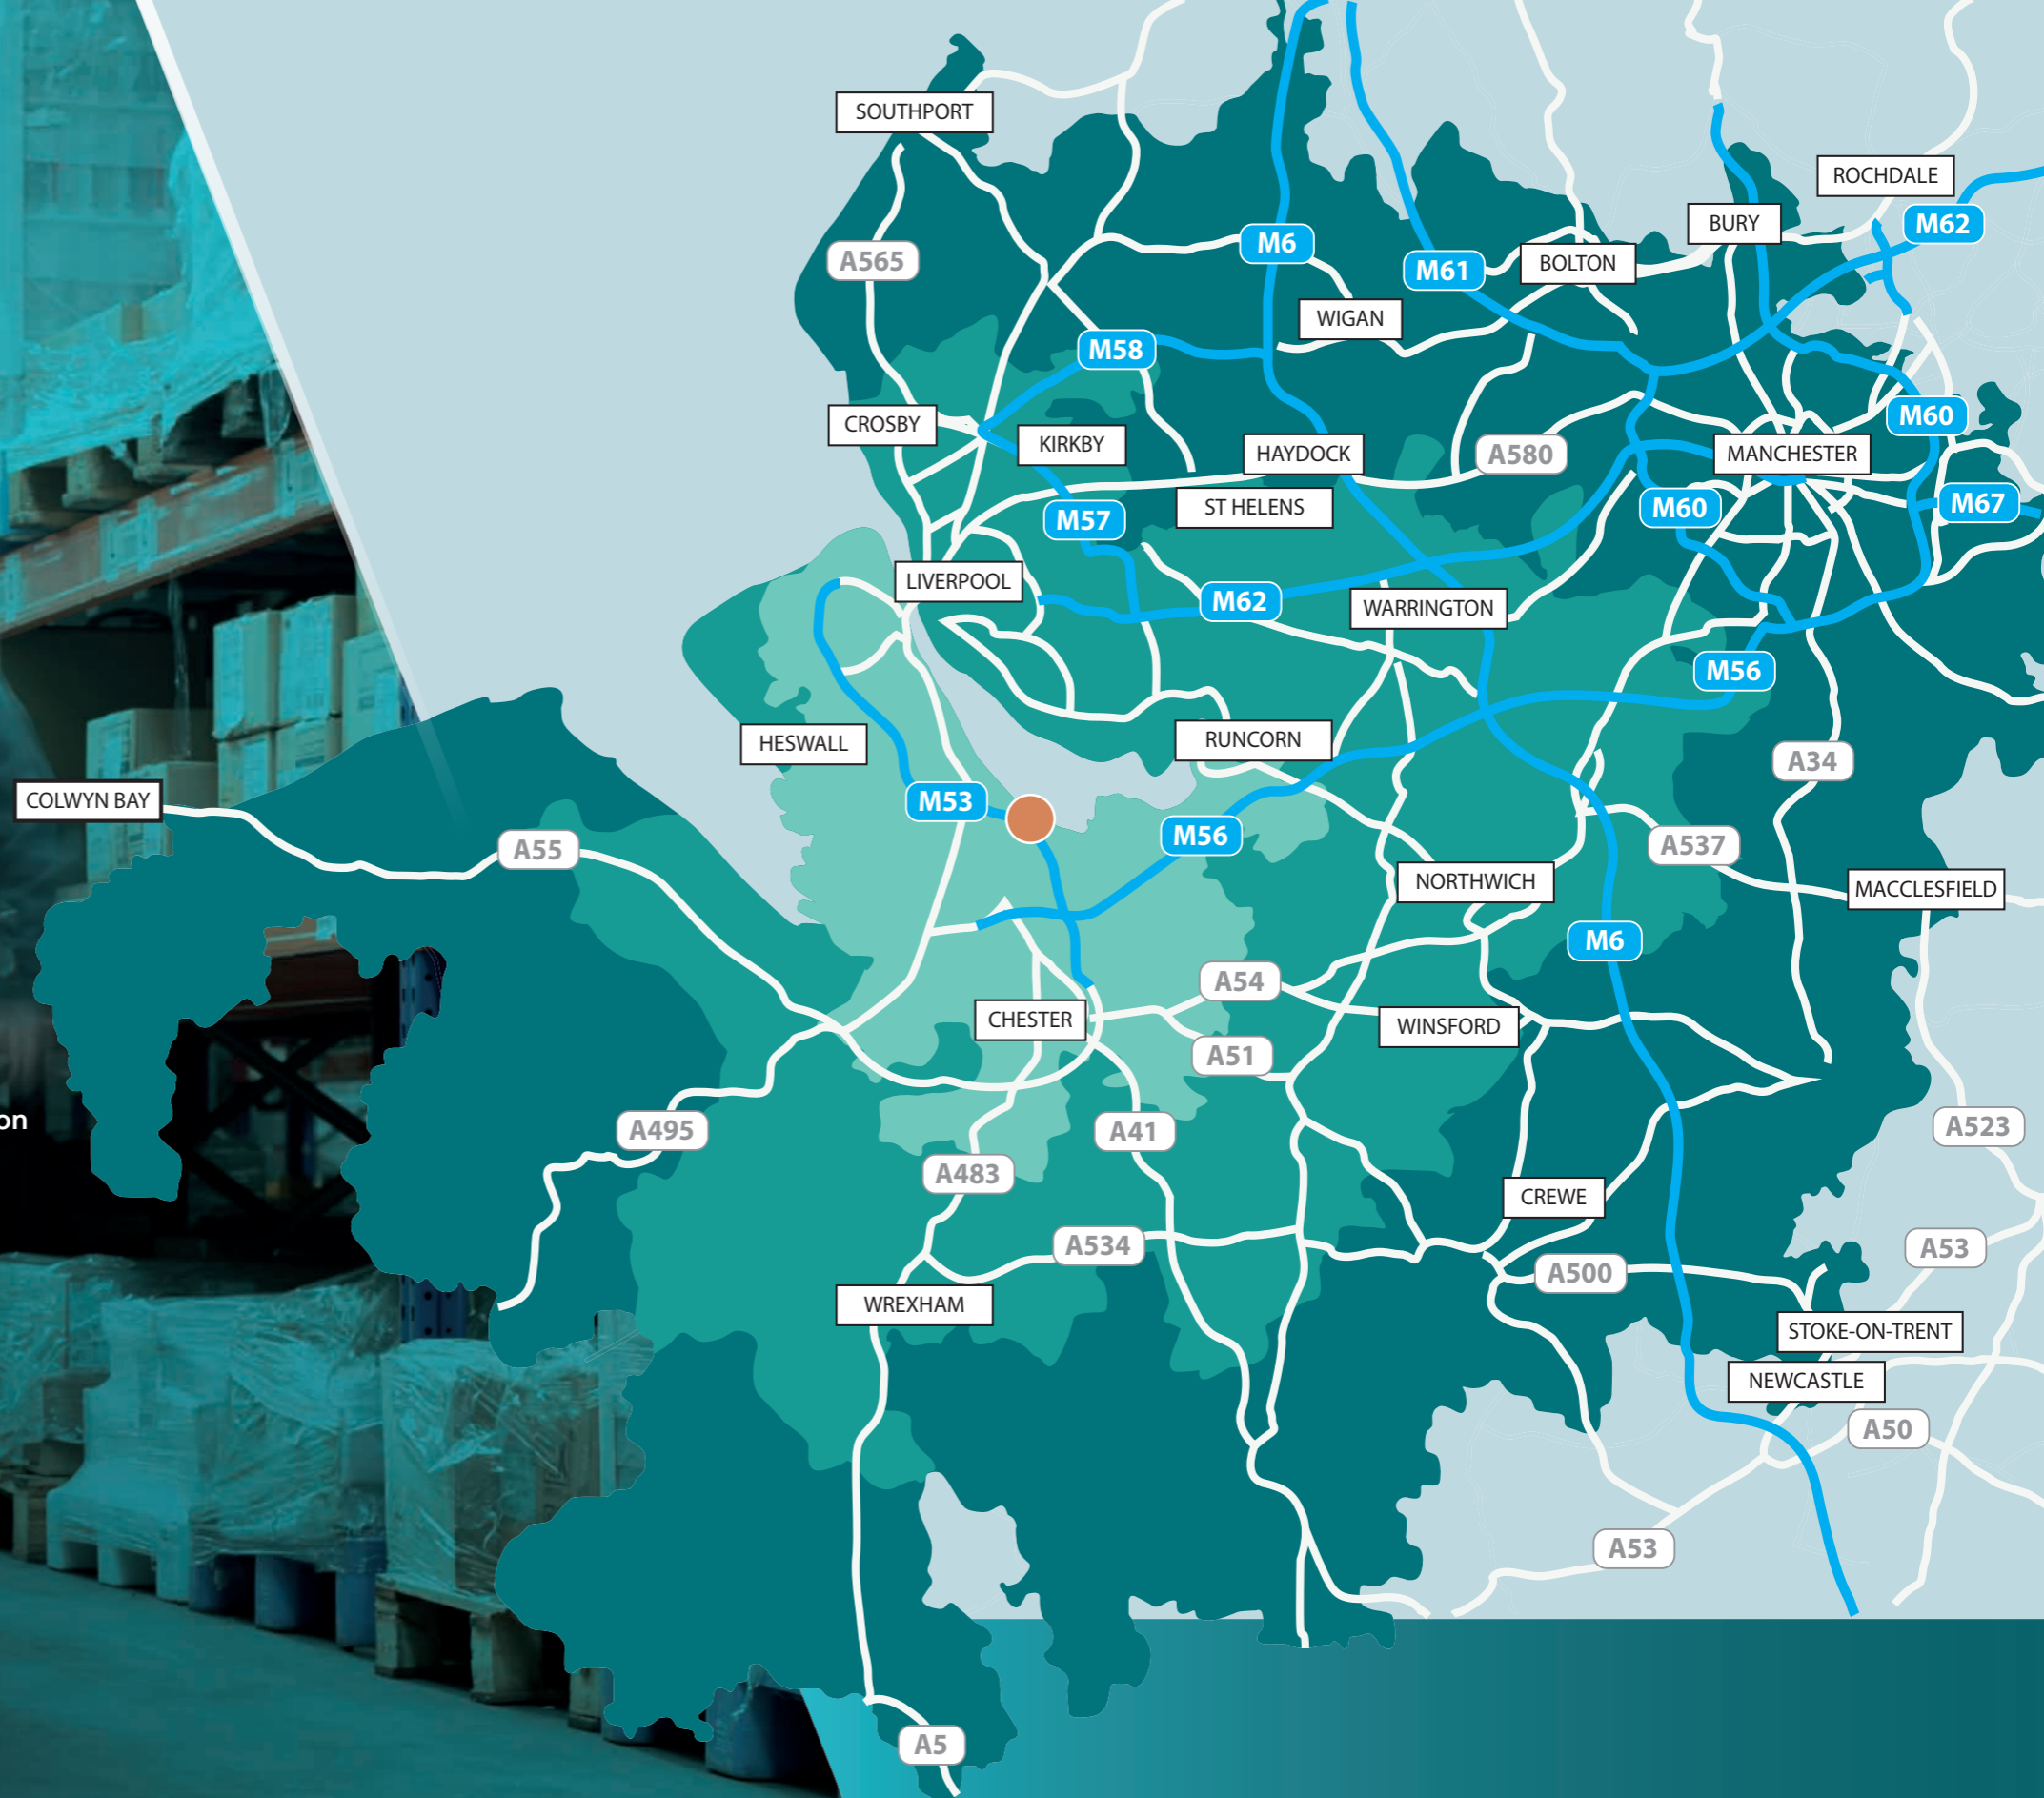 SOUTHPORT
ROCHDALE
BURY
M62
M6
A565
M61
BOLTON
WIGAN
M58
M60
CROSBY
KIRKBY
HAYDOCK
A580
MANCHESTER
ST HELENS
M57
M60
M67
LIVERPOOL
M62
WARRINGTON
M56
HESWALL
RUNCORN
A34
COLWYN BAY
M53
M56
A55
A537
NORTHWICH
MACCLESFIELD
M6
A54
CHESTER
WINSFORD
A51
on
A495
A41
A523
A483
CREWE
A534
A53
A500
WREXHAM
STOKE-ON-TRENT
NEWCASTLE
A50
A53
A5